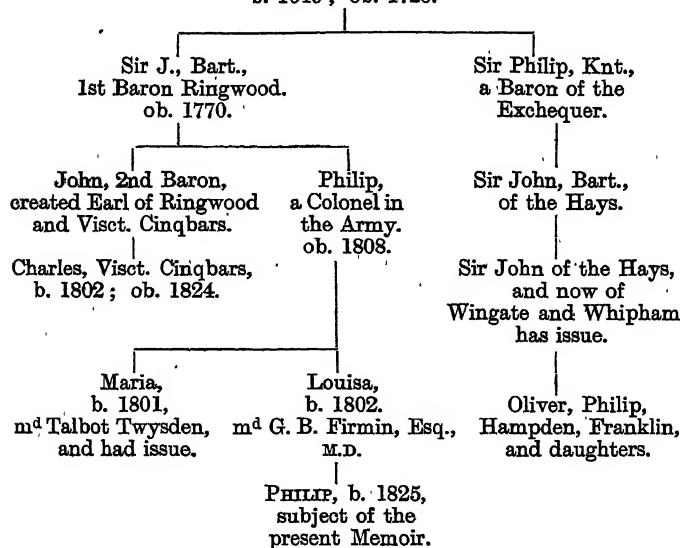 Sir J., Bart.,
1st Baron Ringwood.
ob. 1770.
Sir Philip, Knt.,
a Baron of the
Exchequer.
John, 2nd Baron,
created Earl of Ringwood
and Visct. Cinqbars.
Philip,
a Colonel in
the Army.
ob. 1808.
Sir John, Bart.,
of the Hays.
Charles, Visct. Cinqbars,
b. 1802; ob. 1824.
Sir John of the Hays,
and now of
Wingate and Whipham
has issue.
Maria,
b. 1801,
md Talbot Twysden,
and had issue.
Louisa,
b. 1802.
md G. B. Firmin, Esq.,
M.D.
Oliver, Philip,
Hampden, Franklin,
and daughters.
PHILIP, b. 1825,
subject of the
present Memoir.